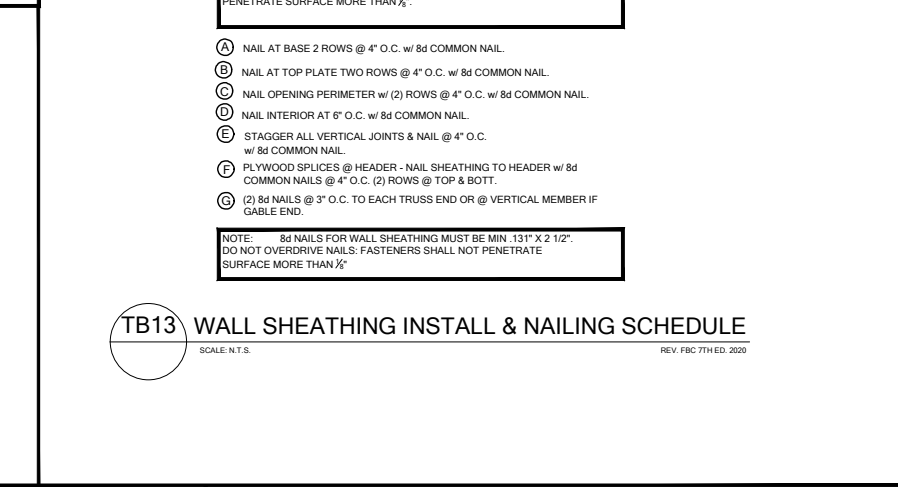 PENETRATE SURFACE MORE THAN ⅛".
A NAIL AT BASE 2 ROWS @ 4" O.C. w/ 8d COMMON NAIL.
B NAIL AT TOP PLATE TWO ROWS @ 4" O.C. w/ 8d COMMON NAIL.
C NAIL OPENING PERIMETER w/ (2) ROWS @ 4" O.C. w/ 8d COMMON NAIL.
D NAIL INTERIOR AT 6" O.C. w/ 8d COMMON NAIL.
E STAGGER ALL VERTICAL JOINTS & NAIL @ 4" O.C.
w/ 8d COMMON NAIL.
F PLYWOOD SPLICES @ HEADER - NAIL SHEATHING TO HEADER w/ 8d
COMMON NAILS @ 4" O.C. (2) ROWS @ TOP & BOTT.
G (2) 8d NAILS @ 3" O.C. TO EACH TRUSS END OR @ VERTICAL MEMBER IF
GABLE END.
NOTE: 8d NAILS FOR WALL SHEATHING MUST BE MIN .131" X 2 1/2".
DO NOT OVERDRIVE NAILS: FASTENERS SHALL NOT PENETRATE
SURFACE MORE THAN ⅛"
TB13 WALL SHEATHING INSTALL & NAILING SCHEDULE
SCALE: N.T.S. REV. FBC 7TH ED. 2020